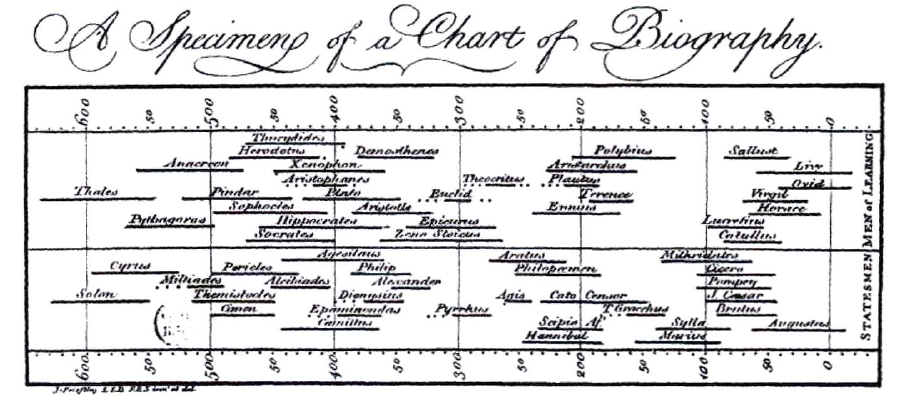 A Specimen of a Chart of Biography.
600 50 500 50 400 50 300 50 200 50 100 50 0
Thucydides
Herodotus Demosthenes Polybius Sallust
Anacreon Xenophon Aristarchus Livy
Aristophanes Theocritus Plautus Ovid
Thales Pindar Plato Euclid Terence Virgil
Sophocles Aristotle Ennius Horace
Pythagoras Hippocrates Epicurus Lucretius
Socrates Zeno Stoicus Catullus
MEN of LEARNING
Agesilaus Aratus Mithridates
Cyrus Pericles Philip Philopœmen Cicero
Miltiades Alcibiades Alexander Pompey
Solon Themistocles Dionysius Agis Cato Censor J. Cæsar
Cimon Epaminondas Pyrrhus T. Gracchus Brutus
Camillus Scipio Af. Sylla Augustus
Hannibal Marius
STATESMEN
600 50 500 50 400 50 300 50 200 50 100 50 0
J. Priestley L.L.D. F.R.S.